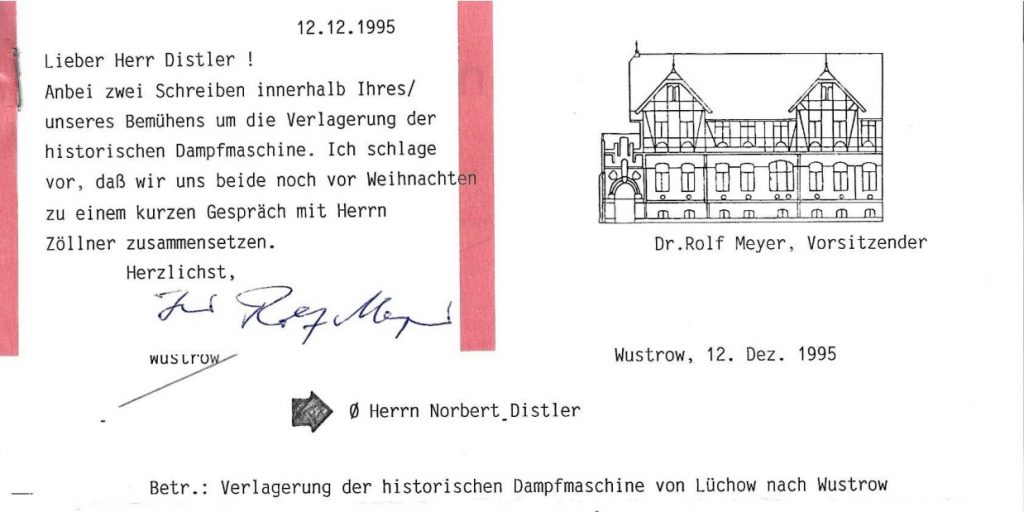 12.12.1995
Lieber Herr Distler !
Anbei zwei Schreiben innerhalb Ihres/
unseres Bemühens um die Verlagerung der
historischen Dampfmaschine. Ich schlage
vor, daß wir uns beide noch vor Weihnachten
zu einem kurzen Gespräch mit Herrn
Zöllner zusammensetzen.
Herzlichst,
Ihr Rolf Meyer
Wustrow
Dr.Rolf Meyer, Vorsitzender
Wustrow, 12. Dez. 1995
Ø Herrn Norbert Distler
Betr.: Verlagerung der historischen Dampfmaschine von Lüchow nach Wustrow